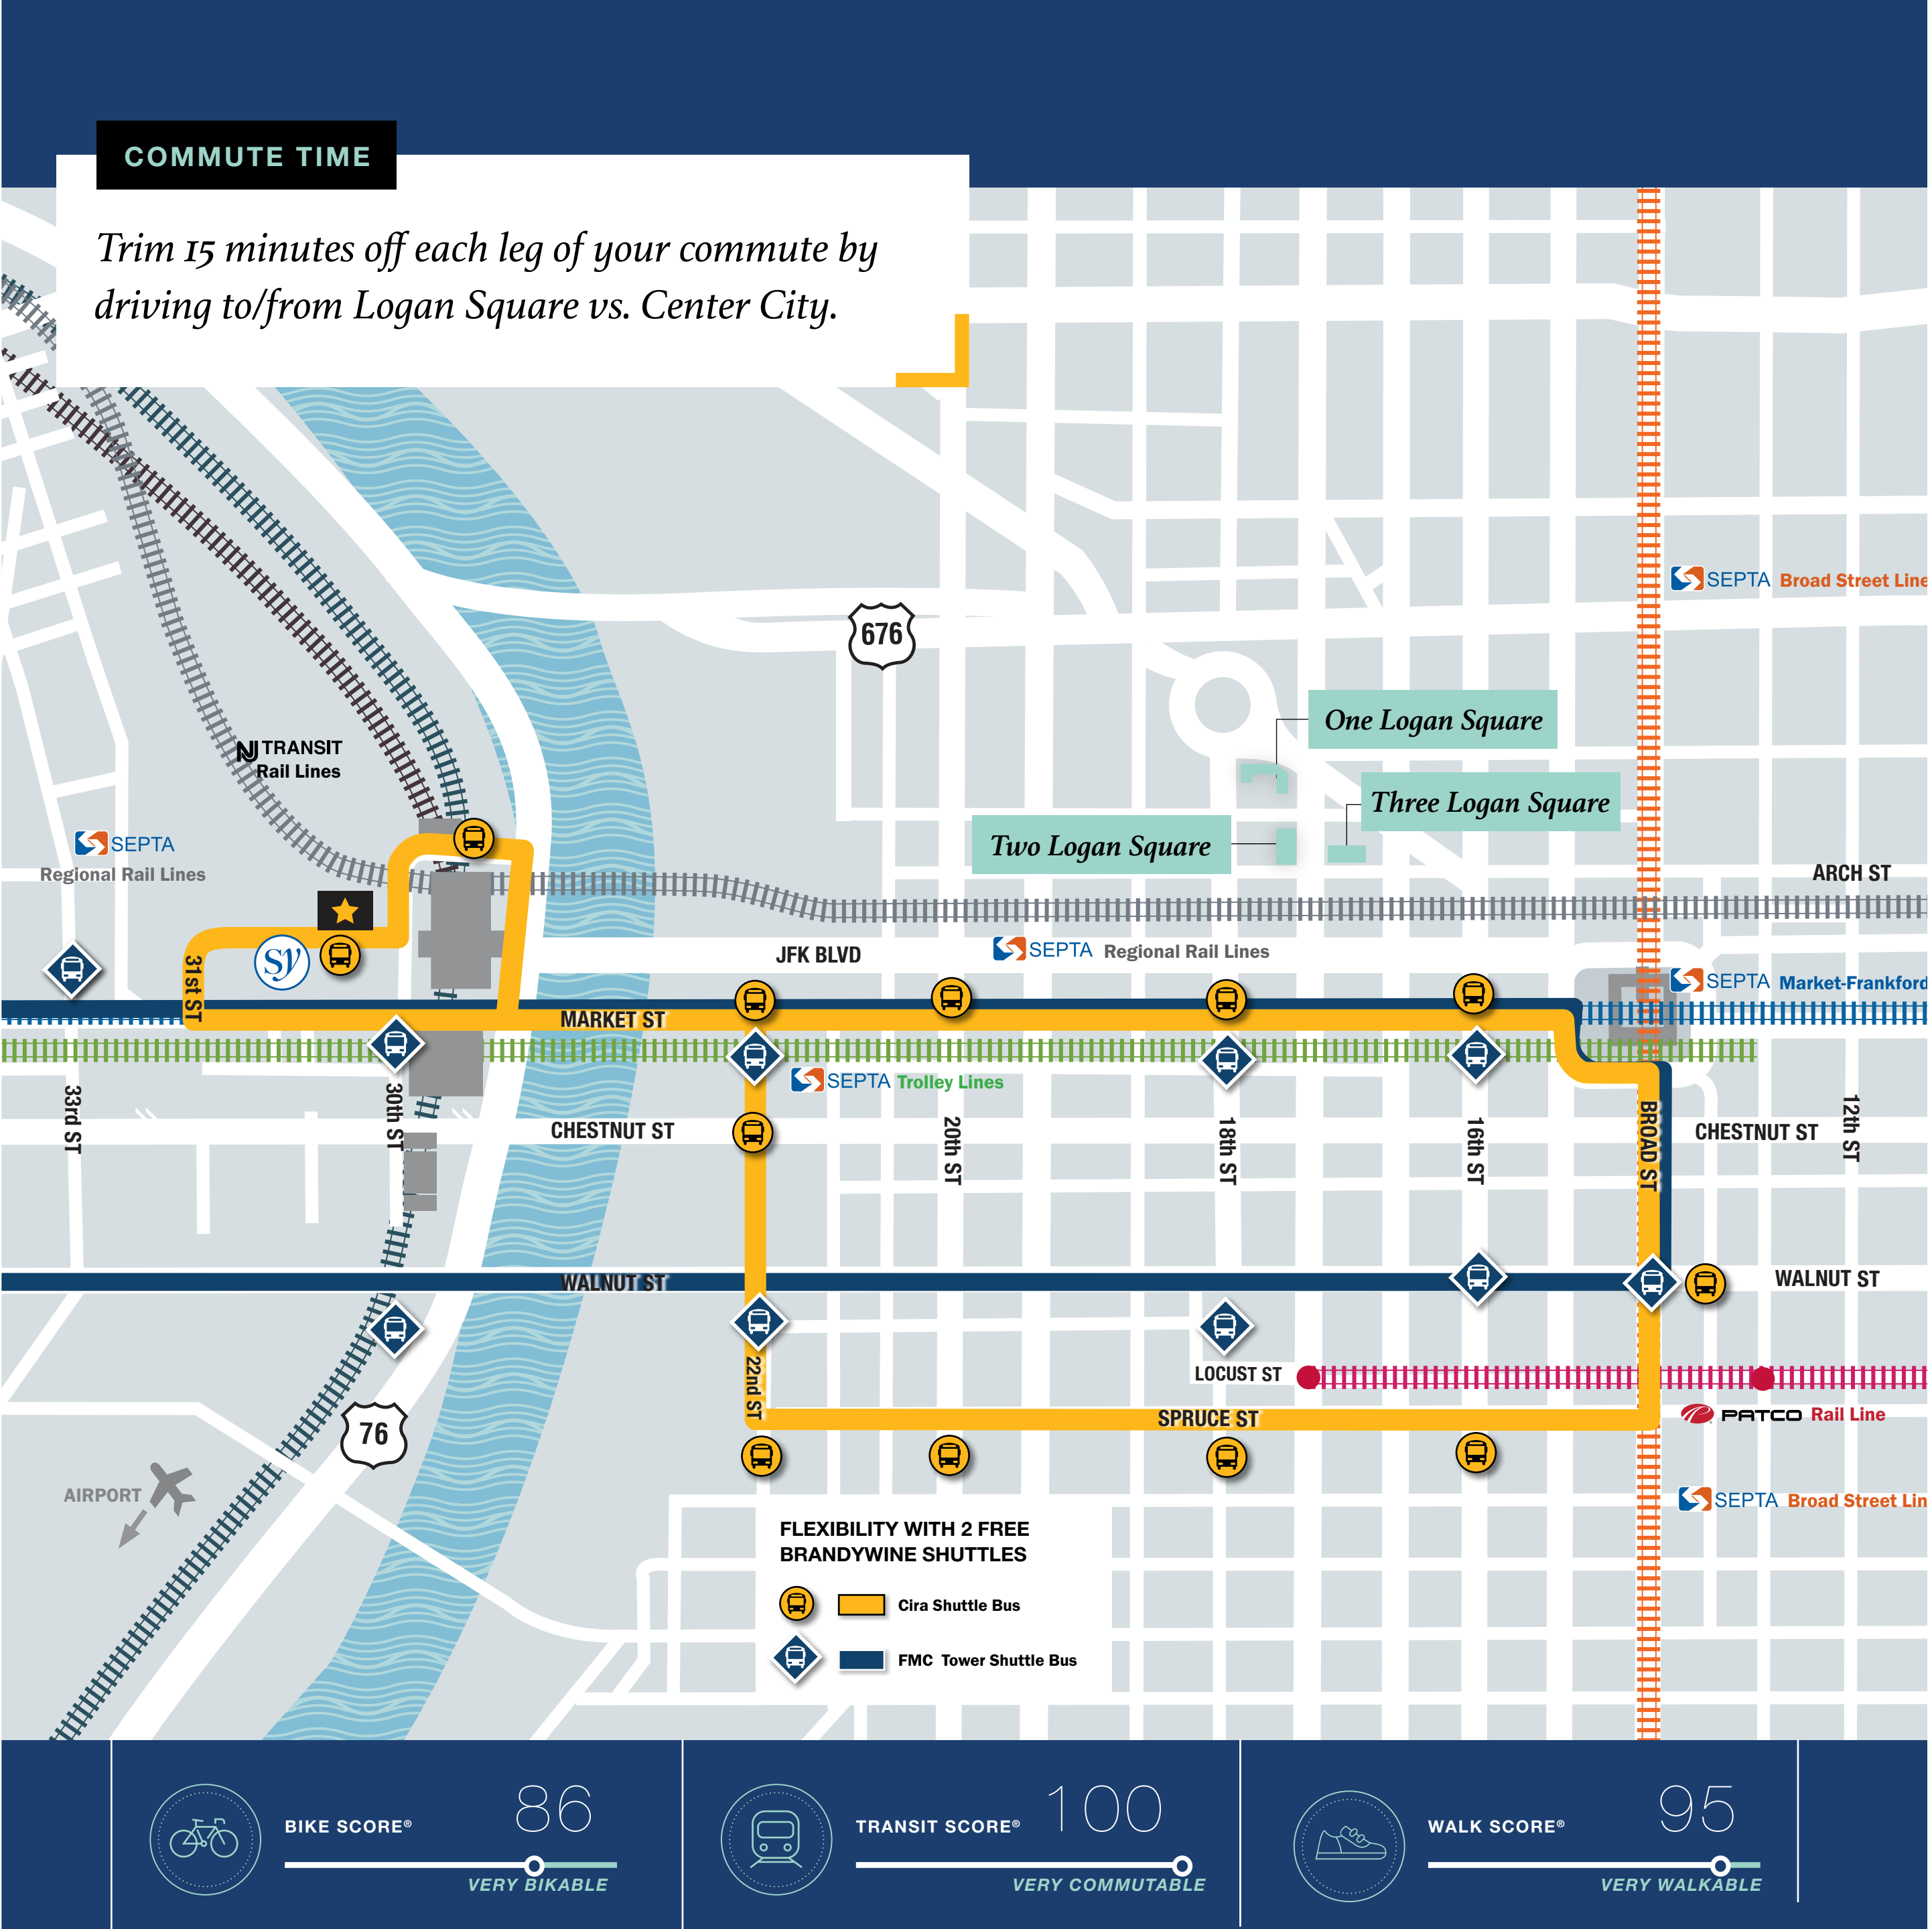 COMMUTE TIME
Trim 15 minutes off each leg of your commute by
driving to/from Logan Square vs. Center City.
SEPTA Broad Street Line
676
One Logan Square
NJ TRANSIT
Rail Lines
Three Logan Square
Two Logan Square
SEPTA
Regional Rail Lines
ARCH ST
JFK BLVD
SEPTA Regional Rail Lines
sy
31st ST
SEPTA Market-Frankford
MARKET ST
SEPTA Trolley Lines
33rd ST
30th ST
CHESTNUT ST
20th ST
18th ST
16th ST
BROAD ST
CHESTNUT ST
12th ST
WALNUT ST
WALNUT ST
22nd ST
LOCUST ST
SPRUCE ST
PATCO Rail Line
76
AIRPORT
SEPTA Broad Street Lin
FLEXIBILITY WITH 2 FREE
BRANDYWINE SHUTTLES
Cira Shuttle Bus
FMC Tower Shuttle Bus
BIKE SCORE® 86
VERY BIKABLE
TRANSIT SCORE® 100
VERY COMMUTABLE
WALK SCORE® 95
VERY WALKABLE